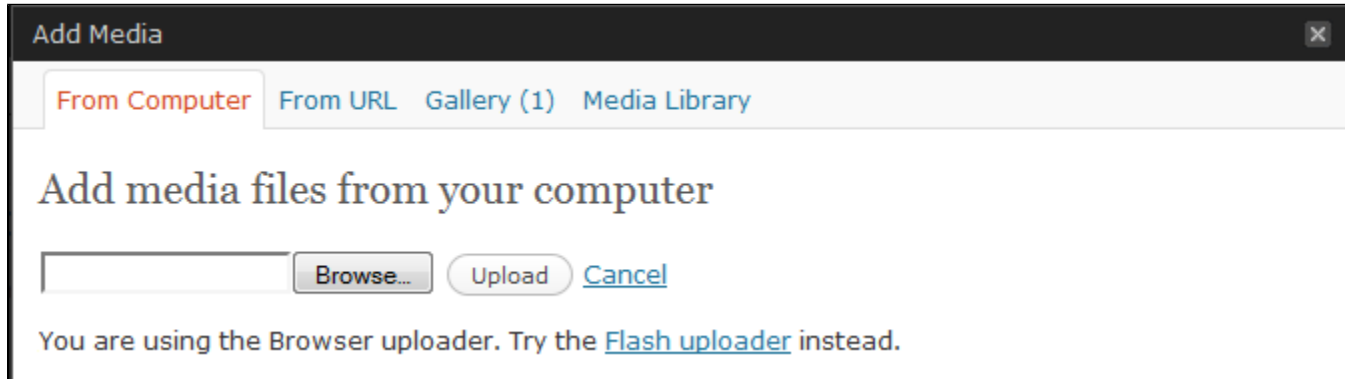 Add Media
From Computer From URL Gallery (1) Media Library
Add media files from your computer
Browse... Upload Cancel
You are using the Browser uploader. Try the Flash uploader instead.